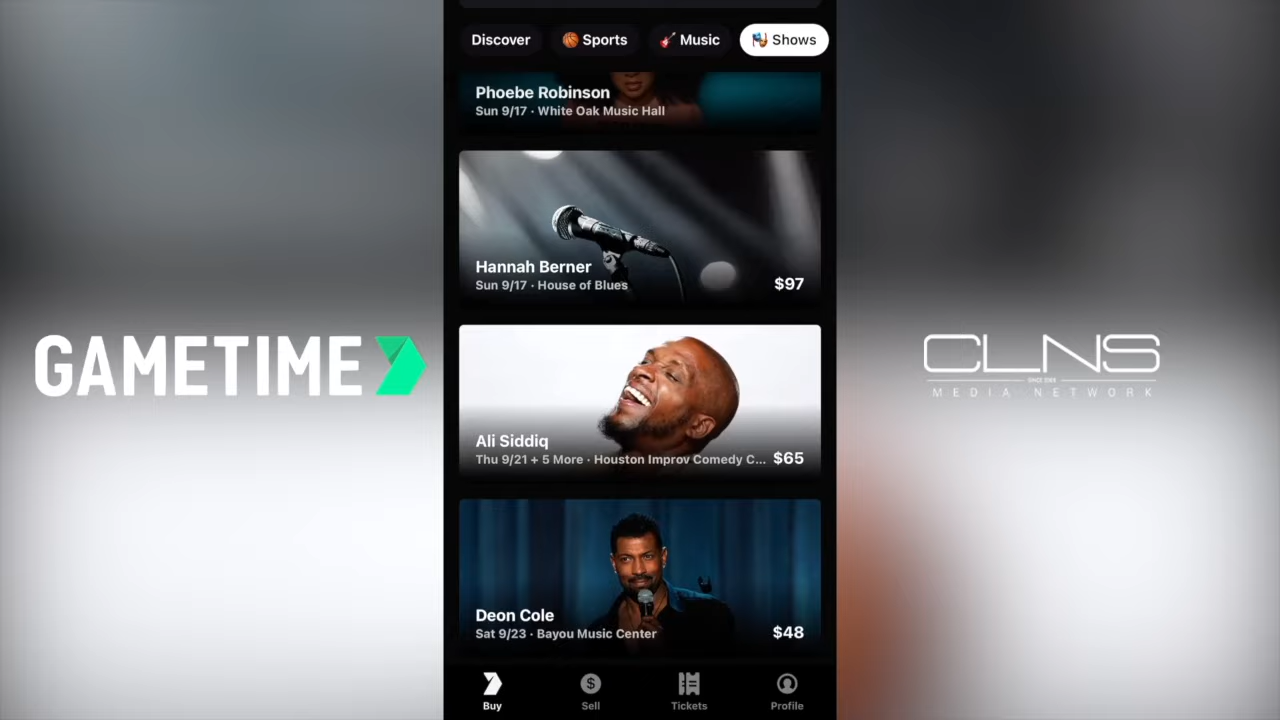 Discover
Sports
Music
Shows
Phoebe Robinson
Sun 9/17 · White Oak Music Hall
Hannah Berner
Sun 9/17 · House of Blues
$97
GAMETIME
CLNS
SINCE 2009
MEDIA NETWORK
Ali Siddiq
Thu 9/21 + 5 More · Houston Improv Comedy C...
$65
Deon Cole
Sat 9/23 · Bayou Music Center
$48
$
Buy
Sell
Tickets
Profile